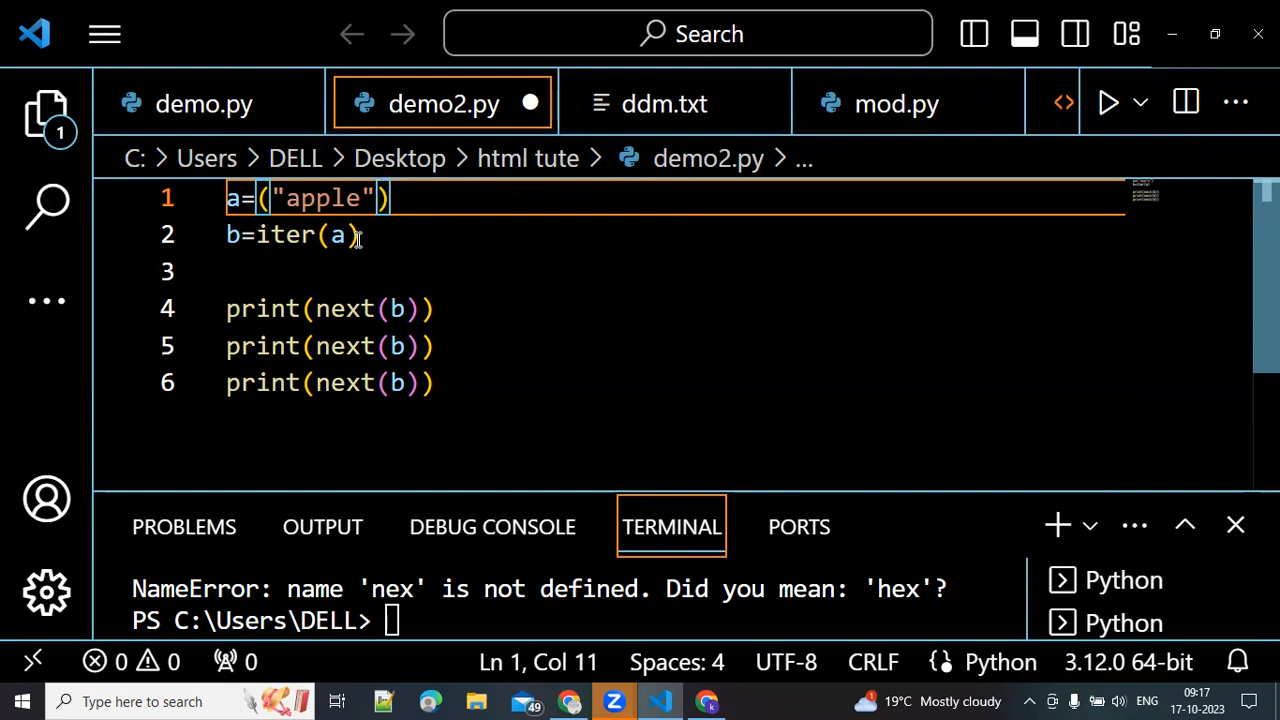 Search
demo.py
demo2.py
ddm.txt
mod.py
1
C: > Users > DELL > Desktop > html tute > demo2.py > ...
1 a=("apple")
2 b=iter(a)
3
4 print(next(b))
5 print(next(b))
6 print(next(b))
PROBLEMS OUTPUT DEBUG CONSOLE TERMINAL PORTS
NameError: name 'nex' is not defined. Did you mean: 'hex'?
PS C:\Users\DELL>
Python
Python
0 0 0 Ln 1, Col 11 Spaces: 4 UTF-8 CRLF Python 3.12.0 64-bit
Type here to search
49
19°C Mostly cloudy
ENG
09:17
17-10-2023